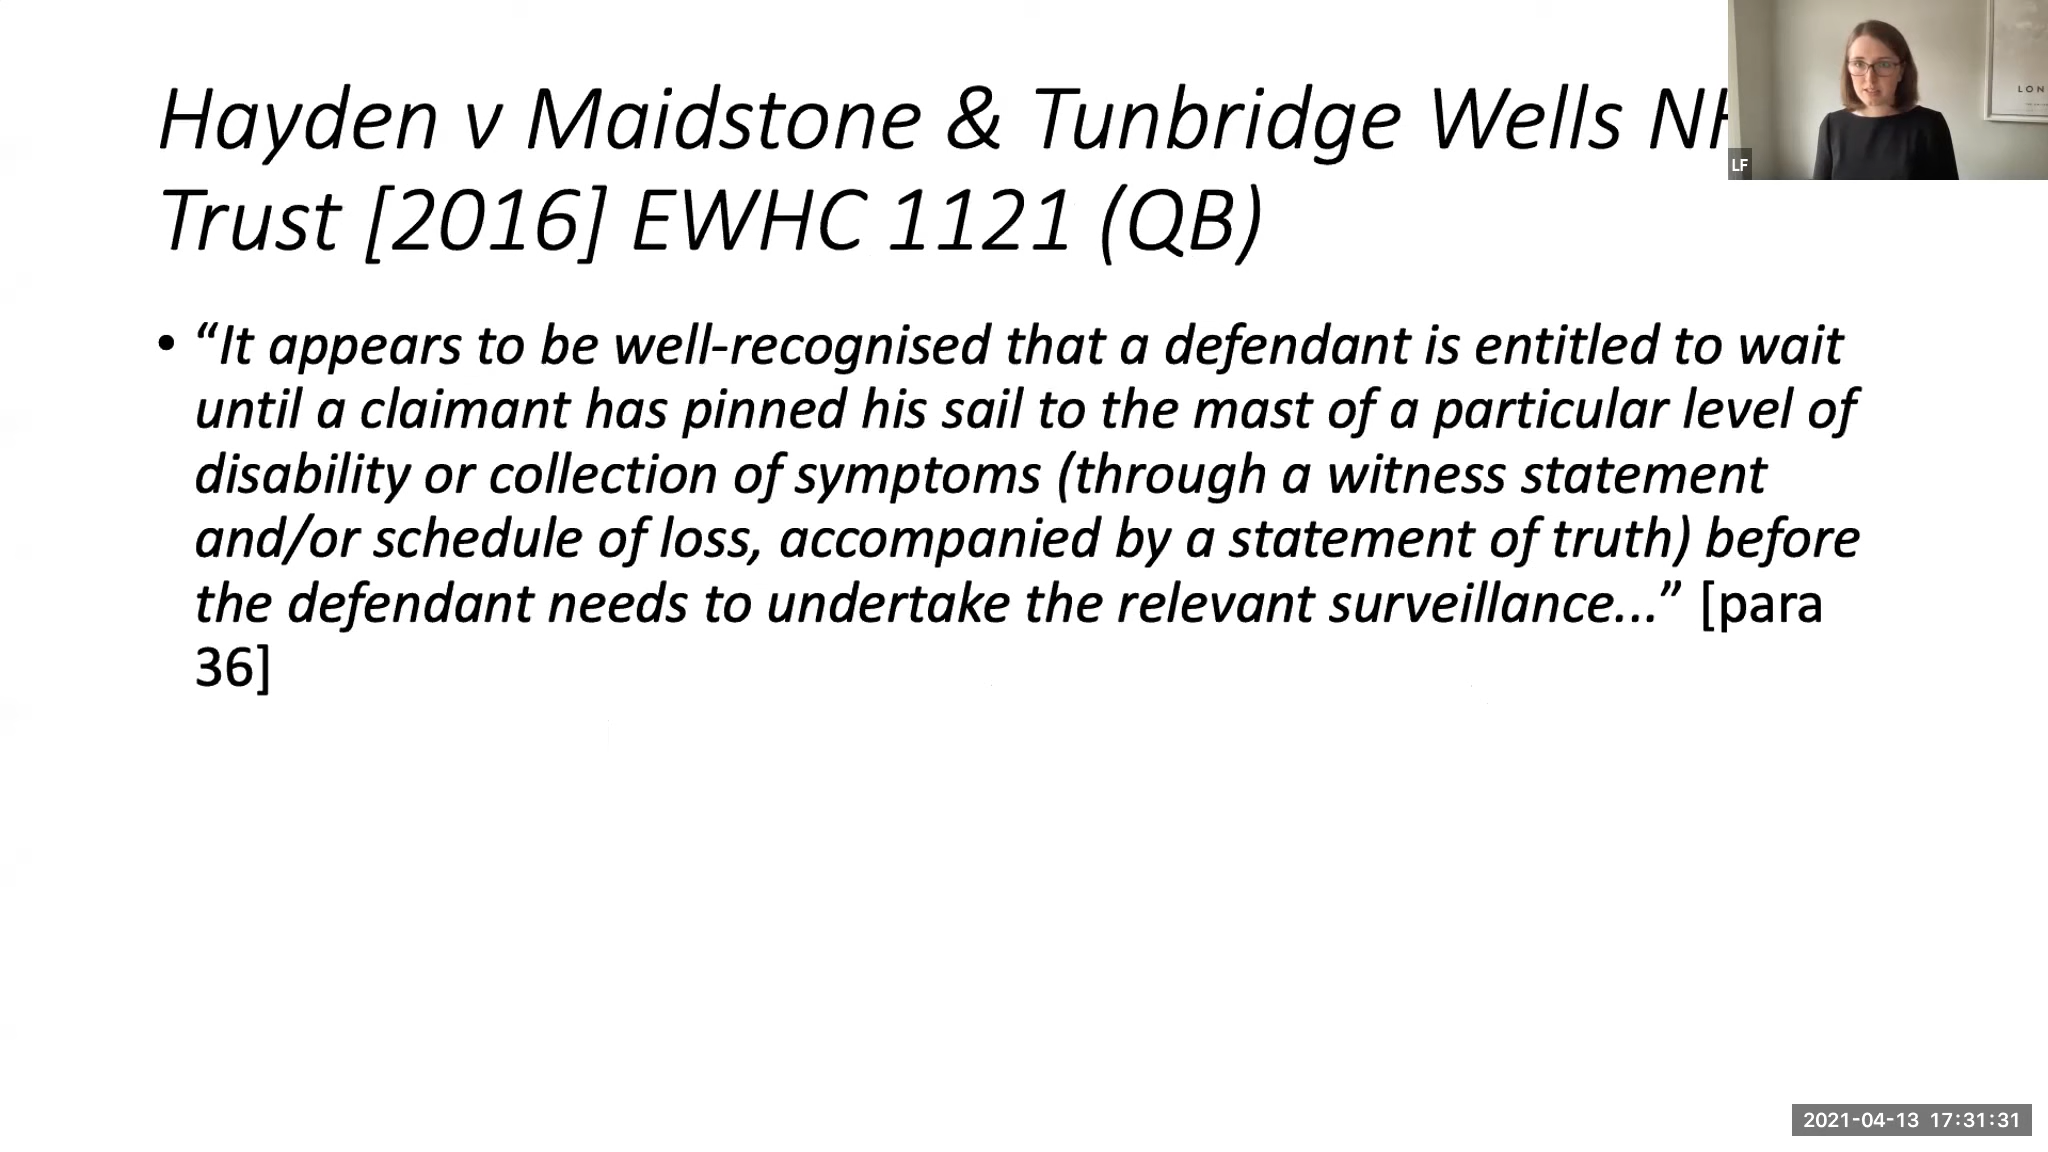 Hayden v Maidstone & Tunbridge Wells
Trust [2016] EWHC 1121 (QB)
• “It appears to be well-recognised that a defendant is entitled to wait
until a claimant has pinned his sail to the mast of a particular level of
disability or collection of symptoms (through a witness statement
and/or schedule of loss, accompanied by a statement of truth) before
the defendant needs to undertake the relevant surveillance...” [para
36]
LF
LON
2021-04-13 17:31:31